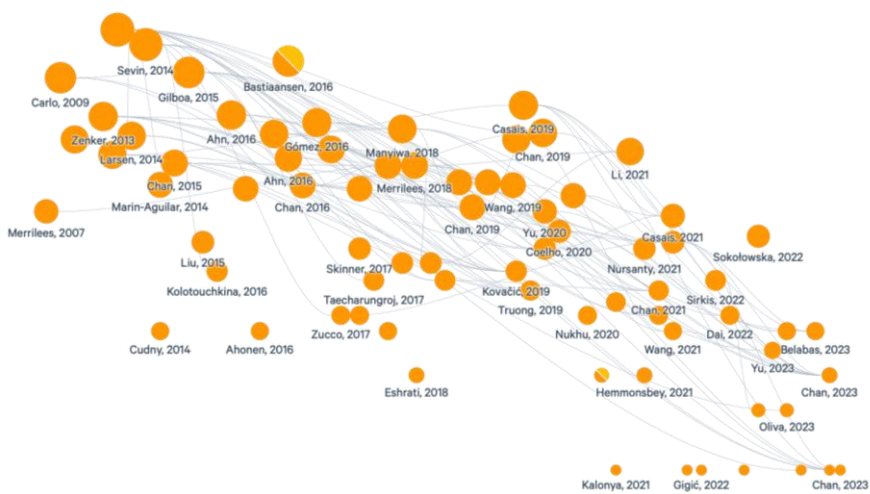 Sevin, 2014
Bastiaansen, 2016
Carlo, 2009
Gilboa, 2015
Zenker, 2013
Ahn, 2016
Gómez, 2016
Casais, 2019
Larsen, 2014
Manyiwa, 2018
Chan, 2019
Li, 2021
Chan, 2015
Ahn, 2016
Merrilees, 2018
Marin-Aguilar, 2014
Chan, 2016
Wang, 2019
Merrilees, 2007
Chan, 2019
Yu, 2020
Casais, 2021
Coelho, 2020
Sokołowska, 2022
Liu, 2015
Skinner, 2017
Nursanty, 2021
Kolotouchkina, 2016
Kovačić, 2019
Taecharungroj, 2017
Sirkis, 2022
Truong, 2019
Chan, 2021
Zucco, 2017
Nukhu, 2020
Dai, 2022
Cudny, 2014
Ahonen, 2016
Wang, 2021
Belabas, 2023
Yu, 2023
Eshrati, 2018
Hemmonsbey, 2021
Chan, 2023
Oliva, 2023
Kalonya, 2021
Gigić, 2022
Chan, 2023